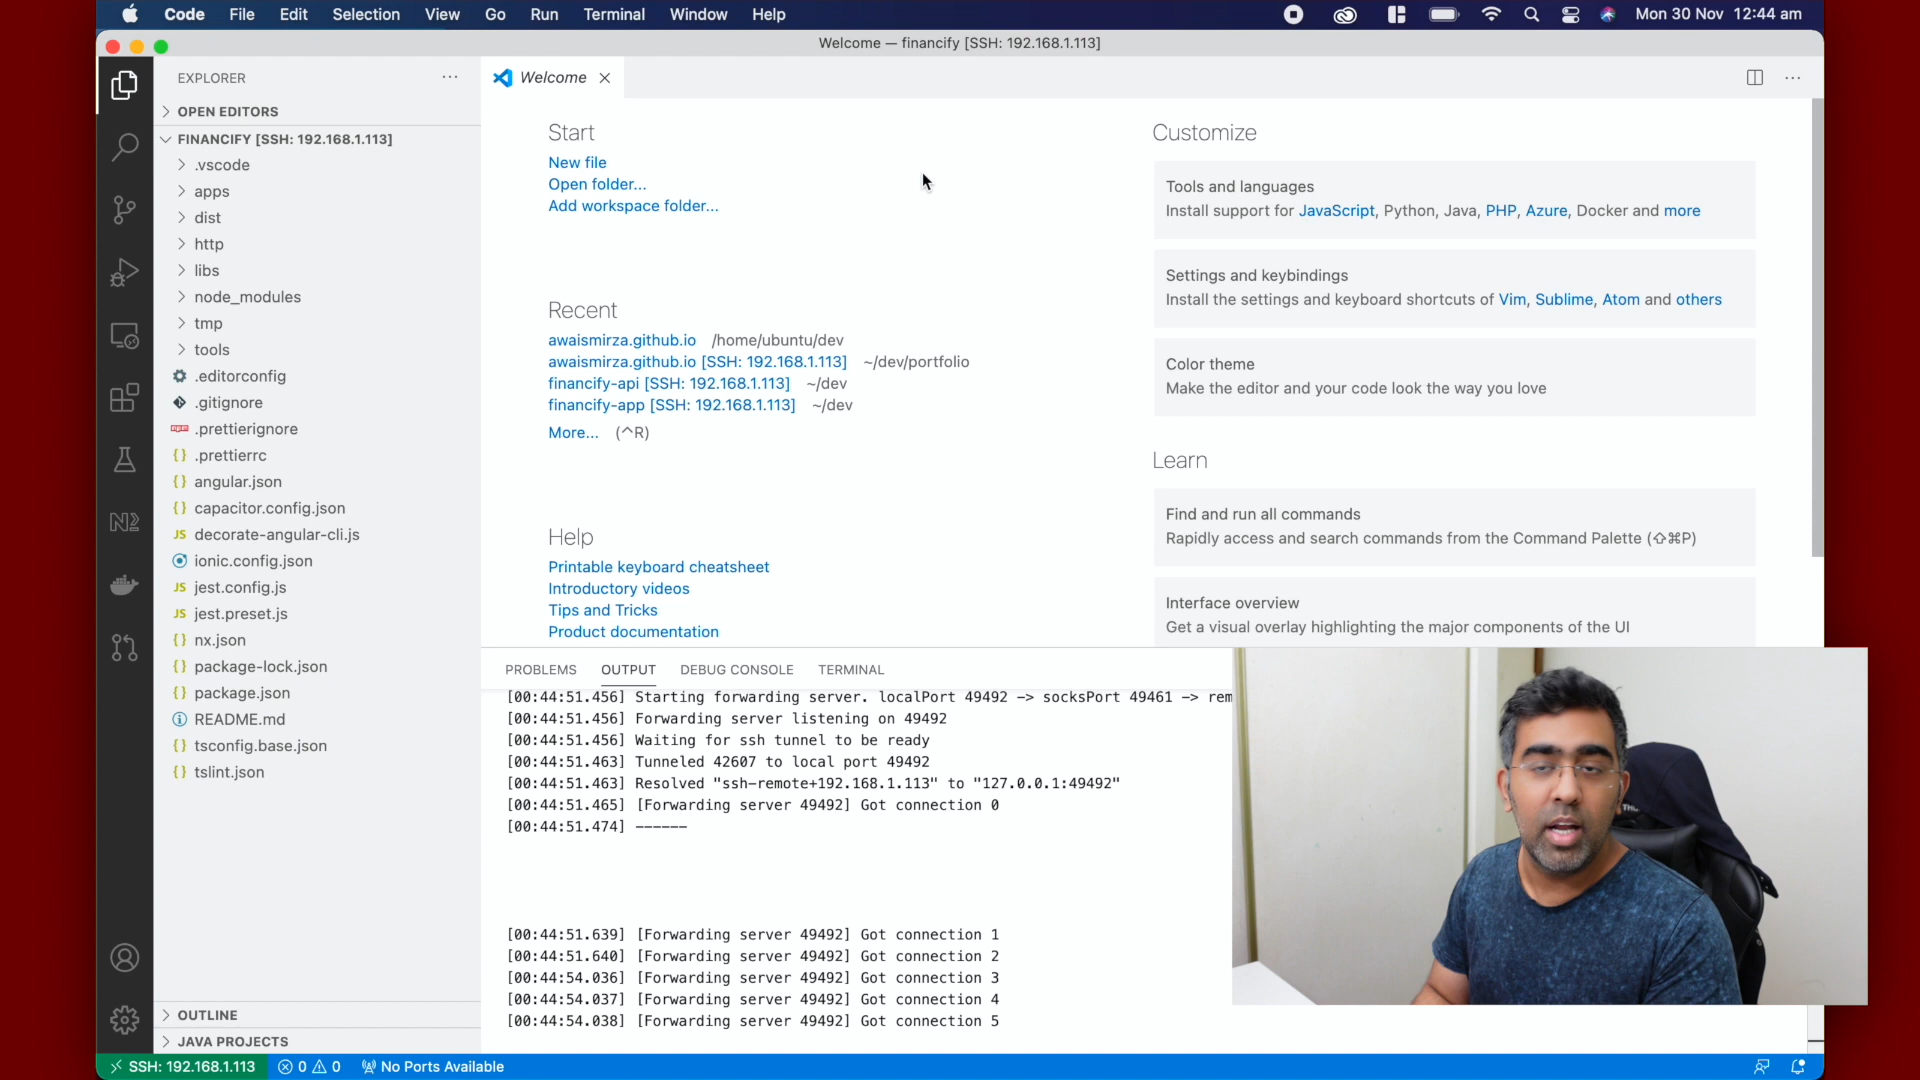 Code File Edit Selection View Go Run Terminal Window Help
Mon 30 Nov 12:44 am
Welcome — financify [SSH: 192.168.1.113]
EXPLORER
Welcome
OPEN EDITORS
FINANCIFY [SSH: 192.168.1.113]
.vscode
apps
dist
http
libs
node_modules
tmp
tools
.editorconfig
.gitignore
.prettierignore
{} .prettierrc
{} angular.json
{} capacitor.config.json
JS decorate-angular-cli.js
ionic.config.json
JS jest.config.js
JS jest.preset.js
{} nx.json
{} package-lock.json
{} package.json
README.md
{} tsconfig.base.json
{} tslint.json
OUTLINE
JAVA PROJECTS
Start
New file
Open folder...
Add workspace folder...
Recent
awaismirza.github.io /home/ubuntu/dev
awaismirza.github.io [SSH: 192.168.1.113] ~/dev/portfolio
financify-api [SSH: 192.168.1.113] ~/dev
financify-app [SSH: 192.168.1.113] ~/dev
More... (^R)
Help
Printable keyboard cheatsheet
Introductory videos
Tips and Tricks
Product documentation
Customize
Tools and languages
Install support for JavaScript, Python, Java, PHP, Azure, Docker and more
Settings and keybindings
Install the settings and keyboard shortcuts of Vim, Sublime, Atom and others
Color theme
Make the editor and your code look the way you love
Learn
Find and run all commands
Rapidly access and search commands from the Command Palette (⇧⌘P)
Interface overview
Get a visual overlay highlighting the major components of the UI
PROBLEMS OUTPUT DEBUG CONSOLE TERMINAL
[00:44:51.456] Starting forwarding server. localPort 49492 -> socksPort 49461 -> rem
[00:44:51.456] Forwarding server listening on 49492
[00:44:51.456] Waiting for ssh tunnel to be ready
[00:44:51.463] Tunneled 42607 to local port 49492
[00:44:51.463] Resolved "ssh-remote+192.168.1.113" to "127.0.0.1:49492"
[00:44:51.465] [Forwarding server 49492] Got connection 0
[00:44:51.474] ------
[00:44:51.639] [Forwarding server 49492] Got connection 1
[00:44:51.640] [Forwarding server 49492] Got connection 2
[00:44:54.036] [Forwarding server 49492] Got connection 3
[00:44:54.037] [Forwarding server 49492] Got connection 4
[00:44:54.038] [Forwarding server 49492] Got connection 5
SSH: 192.168.1.113 0 0 No Ports Available